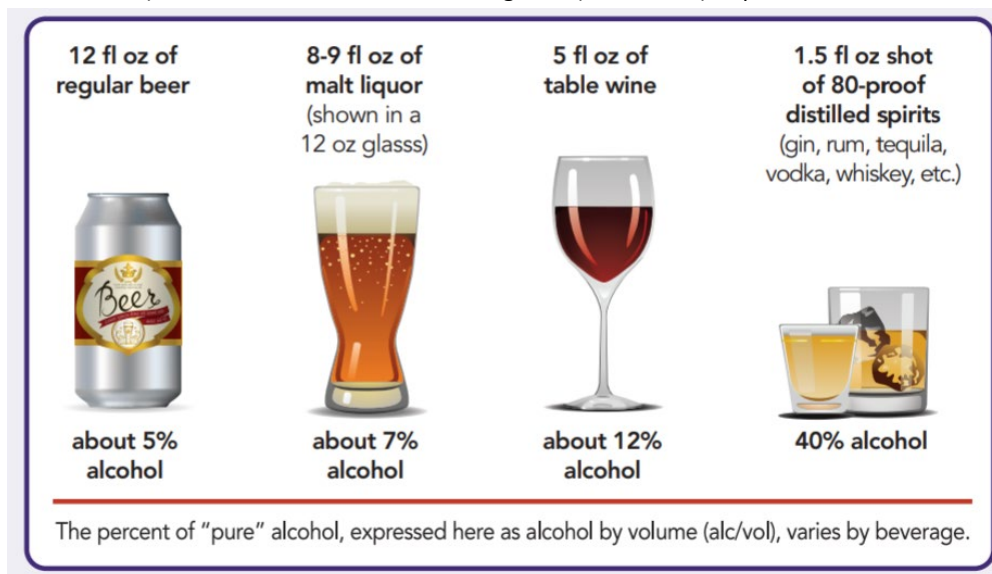 12 fl oz of
regular beer
8-9 fl oz of
malt liquor
(shown in a
12 oz glasss)
5 fl oz of
table wine
1.5 fl oz shot
of 80-proof
distilled spirits
(gin, rum, tequila,
vodka, whiskey, etc.)
Beer
about 5%
alcohol
about 7%
alcohol
about 12%
alcohol
40% alcohol
The percent of “pure” alcohol, expressed here as alcohol by volume (alc/vol), varies by beverage.